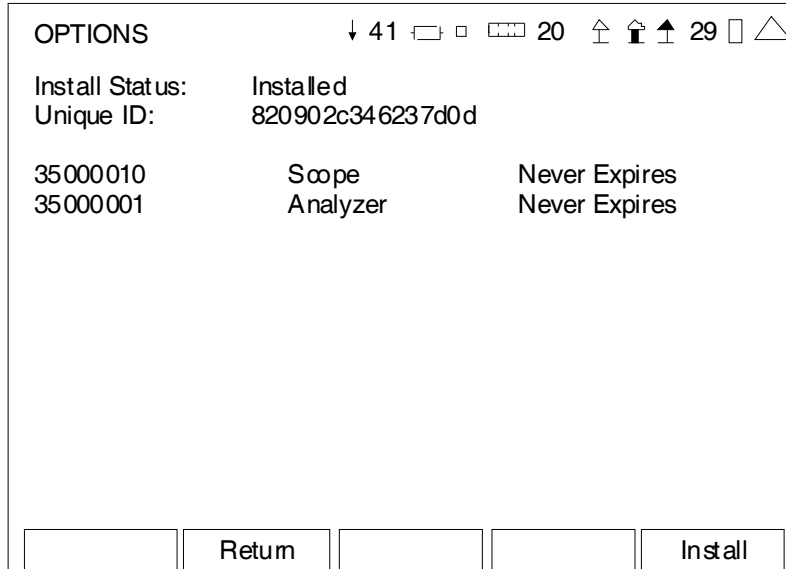 OPTIONS ↓ 41 20 29
Install Status: Installed
Unique ID: 820902c346237d0d
35000010 Scope Never Expires
35000001 Analyzer Never Expires
Return Install